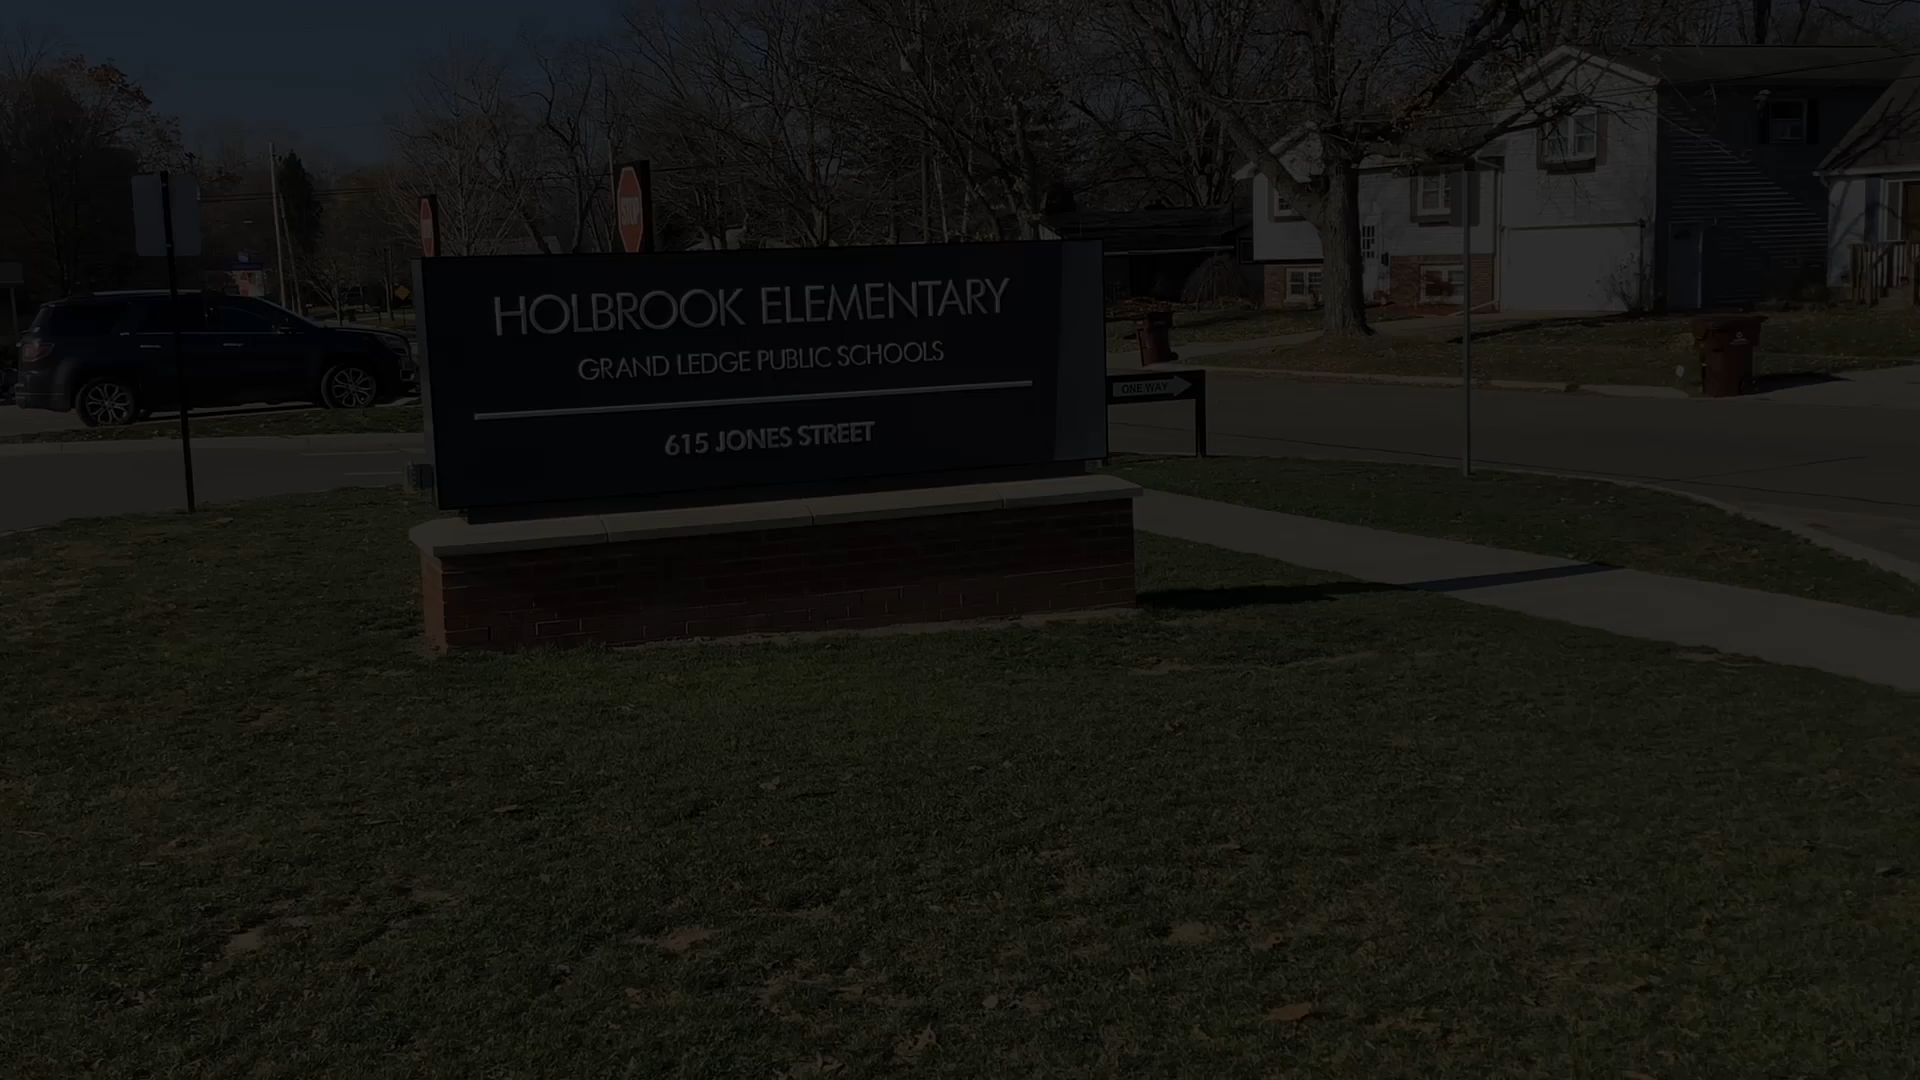 STOP
HOLBROOK ELEMENTARY
GRAND LEDGE PUBLIC SCHOOLS
615 JONES STREET
ONE WAY